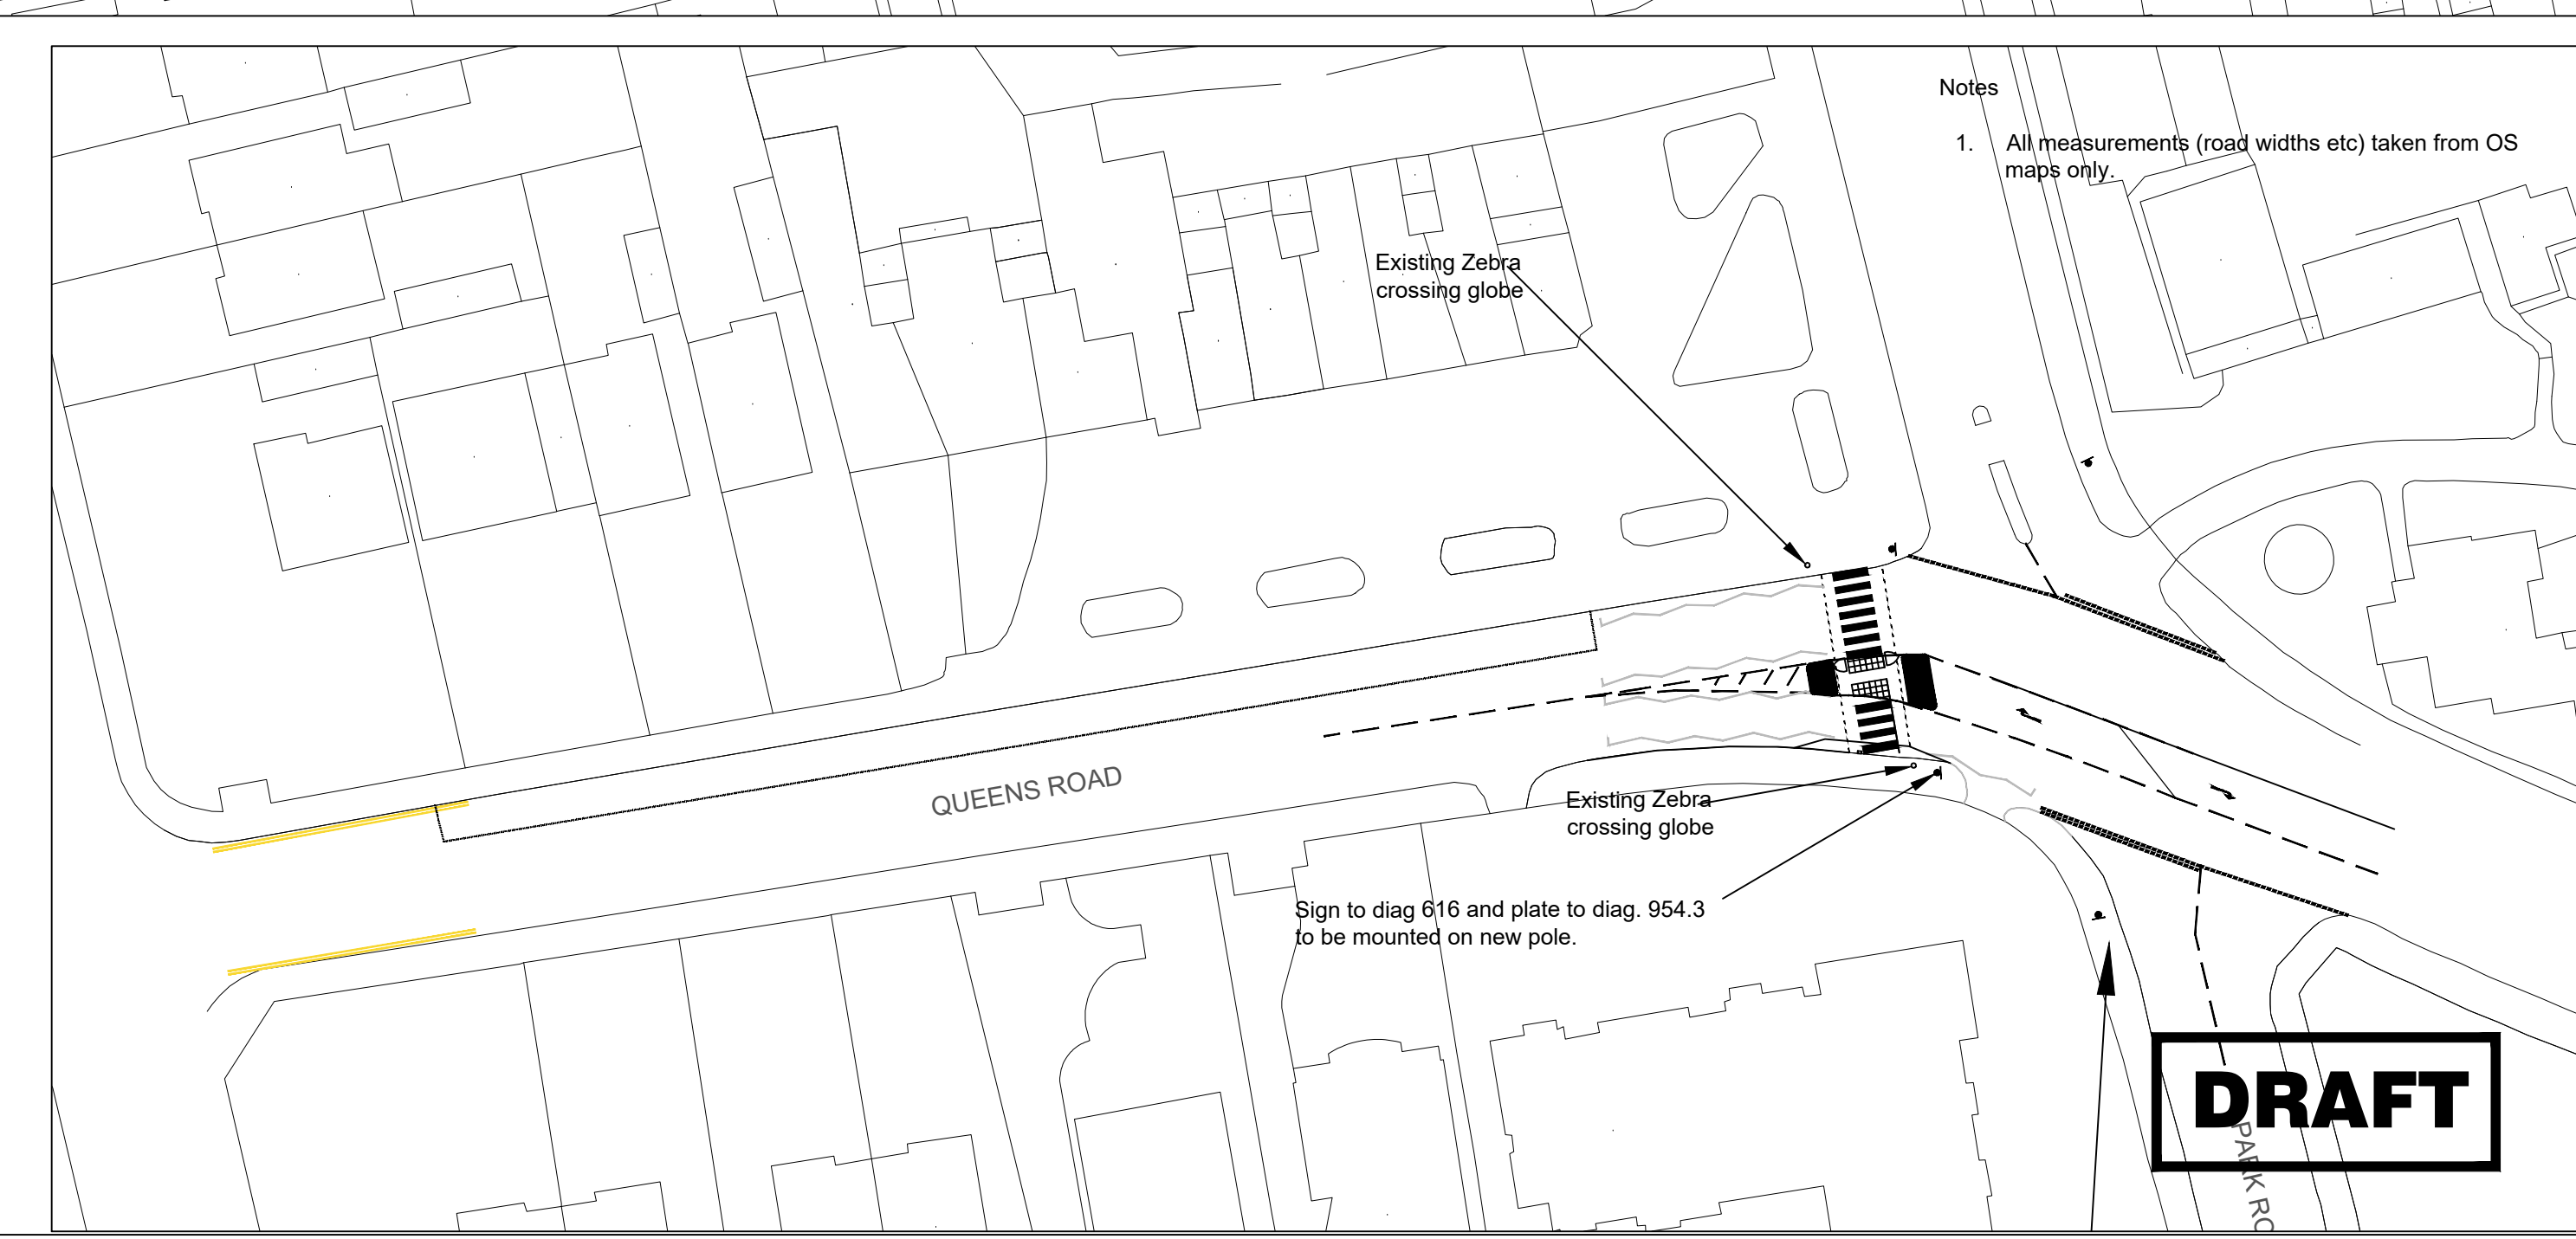 Notes
1. All measurements (road widths etc) taken from OS
maps only.
Existing Zebra
crossing globe
QUEENS ROAD
Existing Zebra
crossing globe
Sign to diag 616 and plate to diag. 954.3
to be mounted on new pole.
DRAFT
PARK RO